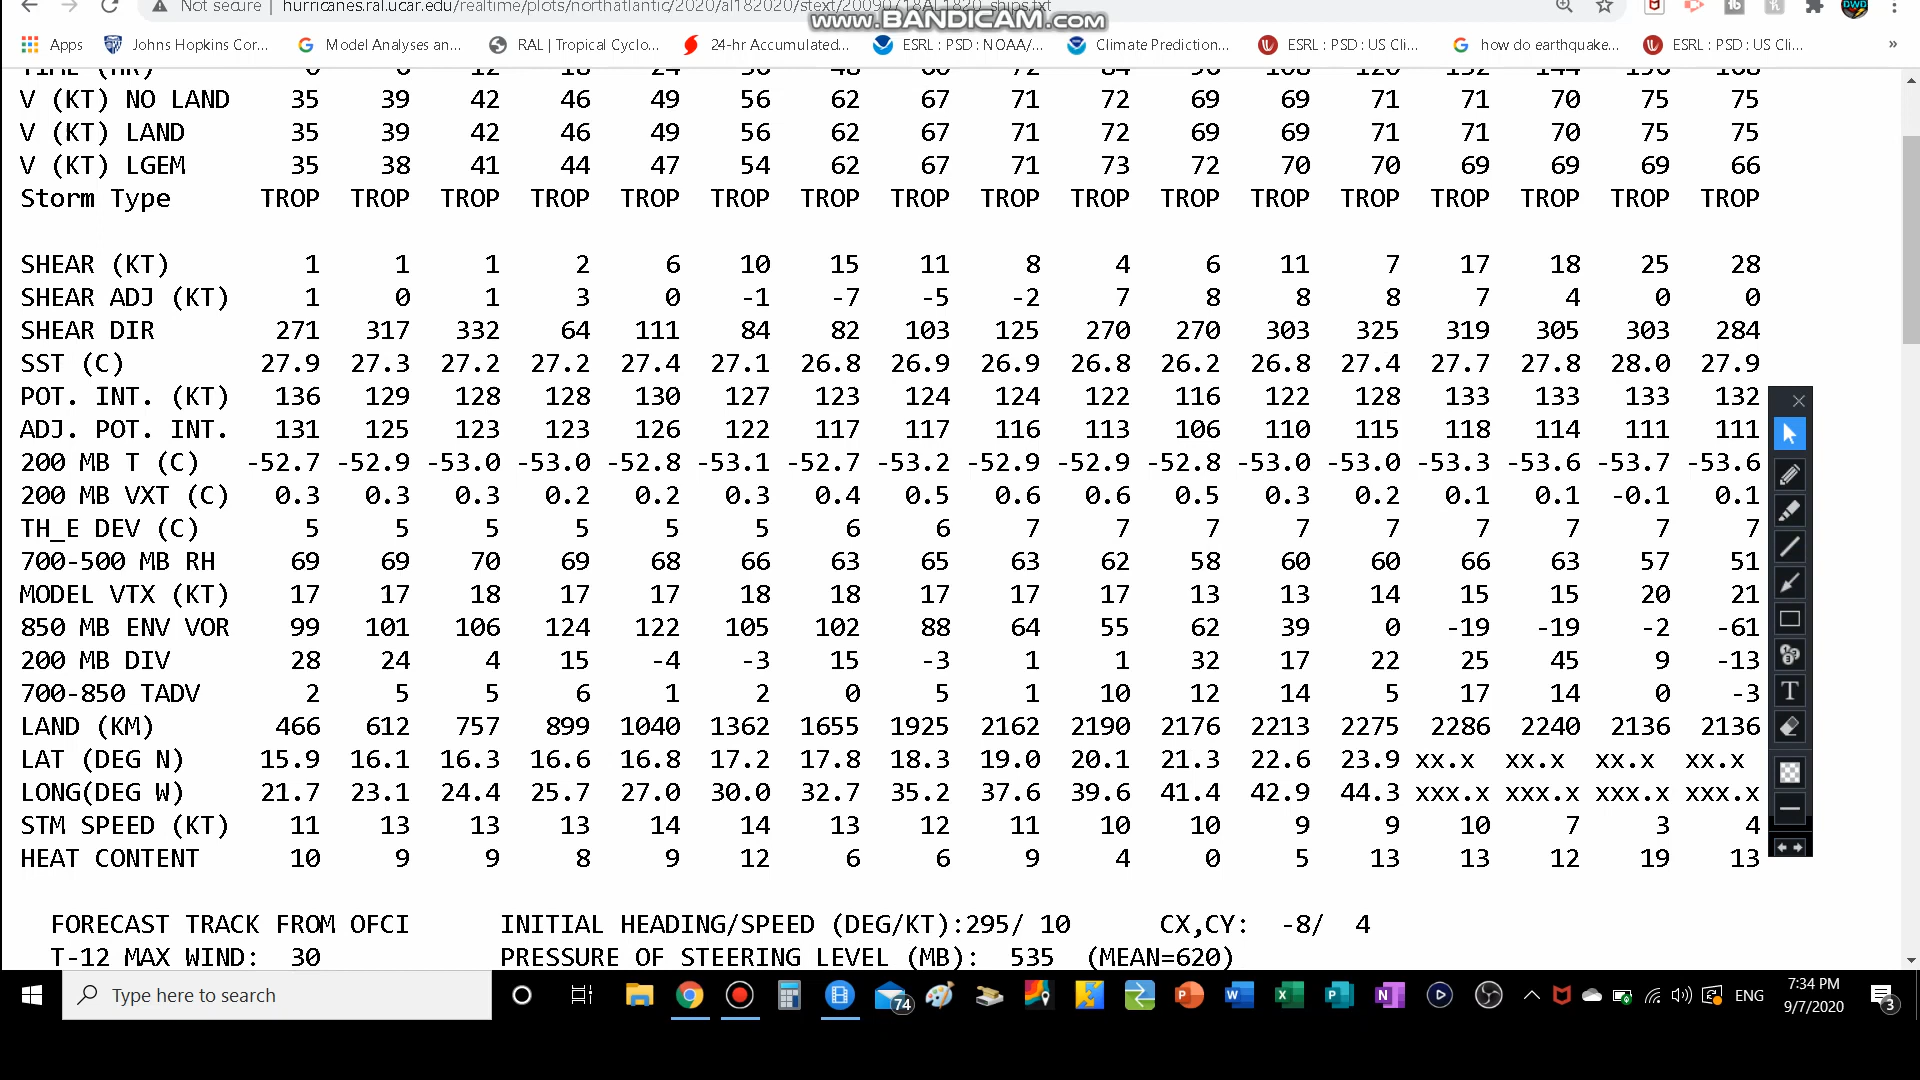 Not secure | hurricanes.ral.ucar.edu/realtime/plots/northatlantic/2020/al182020/stext/20090718AL1820_ships.txt
www.BANDICAM.com
Apps Johns Hopkins Cor... Model Analyses an... RAL | Tropical Cyclo... 24-hr Accumulated... ESRL : PSD : NOAA/... Climate Prediction... ESRL : PSD : US Cli... how do earthquake... ESRL : PSD : US Cli... »
TIME (HR) 0 6 12 18 24 36 48 60 72 84 96 108 120 132 144 156 168
V (KT) NO LAND 35 39 42 46 49 56 62 67 71 72 69 69 71 71 70 75 75
V (KT) LAND 35 39 42 46 49 56 62 67 71 72 69 69 71 71 70 75 75
V (KT) LGEM 35 38 41 44 47 54 62 67 71 73 72 70 70 69 69 69 66
Storm Type TROP TROP TROP TROP TROP TROP TROP TROP TROP TROP TROP TROP TROP TROP TROP TROP TROP
SHEAR (KT) 1 1 1 2 6 10 15 11 8 4 6 11 7 17 18 25 28
SHEAR ADJ (KT) 1 0 1 3 0 -1 -7 -5 -2 7 8 8 8 7 4 0 0
SHEAR DIR 271 317 332 64 111 84 82 103 125 270 270 303 325 319 305 303 284
SST (C) 27.9 27.3 27.2 27.2 27.4 27.1 26.8 26.9 26.9 26.8 26.2 26.8 27.4 27.7 27.8 28.0 27.9
POT. INT. (KT) 136 129 128 128 130 127 123 124 124 122 116 122 128 133 133 133 132
ADJ. POT. INT. 131 125 123 123 126 122 117 117 116 113 106 110 115 118 114 111 111
200 MB T (C) -52.7 -52.9 -53.0 -53.0 -52.8 -53.1 -52.7 -53.2 -52.9 -52.9 -52.8 -53.0 -53.0 -53.3 -53.6 -53.7 -53.6
200 MB VXT (C) 0.3 0.3 0.3 0.2 0.2 0.3 0.4 0.5 0.6 0.6 0.5 0.3 0.2 0.1 0.1 -0.1 0.1
TH_E DEV (C) 5 5 5 5 5 5 6 6 7 7 7 7 7 7 7 7 7
700-500 MB RH 69 69 70 69 68 66 63 65 63 62 58 60 60 66 63 57 51
MODEL VTX (KT) 17 17 18 17 17 18 18 17 17 17 13 13 14 15 15 20 21
850 MB ENV VOR 99 101 106 124 122 105 102 88 64 55 62 39 0 -19 -19 -2 -61
200 MB DIV 28 24 4 15 -4 -3 15 -3 1 1 32 17 22 25 45 9 -13
700-850 TADV 2 5 5 6 1 2 0 5 1 10 12 14 5 17 14 0 -3
LAND (KM) 466 612 757 899 1040 1362 1655 1925 2162 2190 2176 2213 2275 2286 2240 2136 2136
LAT (DEG N) 15.9 16.1 16.3 16.6 16.8 17.2 17.8 18.3 19.0 20.1 21.3 22.6 23.9 xx.x xx.x xx.x xx.x
LONG(DEG W) 21.7 23.1 24.4 25.7 27.0 30.0 32.7 35.2 37.6 39.6 41.4 42.9 44.3 xxx.x xxx.x xxx.x xxx.x
STM SPEED (KT) 11 13 13 13 14 14 13 12 11 10 10 9 9 10 7 3 4
HEAT CONTENT 10 9 9 8 9 12 6 6 9 4 0 5 13 13 12 19 13
FORECAST TRACK FROM OFCI INITIAL HEADING/SPEED (DEG/KT):295/ 10 CX,CY: -8/ 4
T-12 MAX WIND: 30 PRESSURE OF STEERING LEVEL (MB): 535 (MEAN=620)
Type here to search 74 ENG 7:34 PM
9/7/2020 3